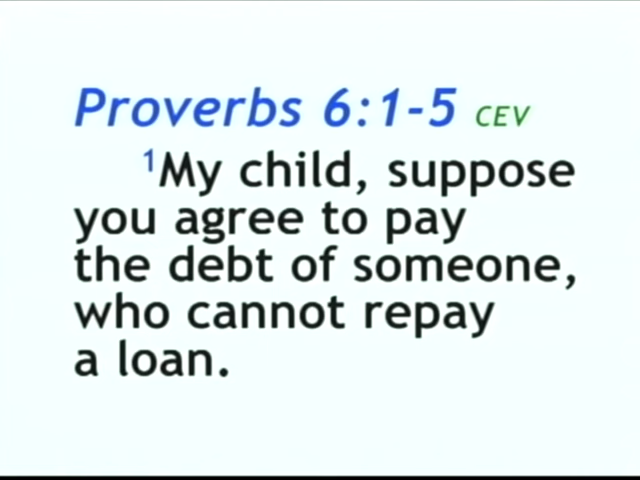 Proverbs 6:1-5 CEV
1My child, suppose
you agree to pay
the debt of someone,
who cannot repay
a loan.